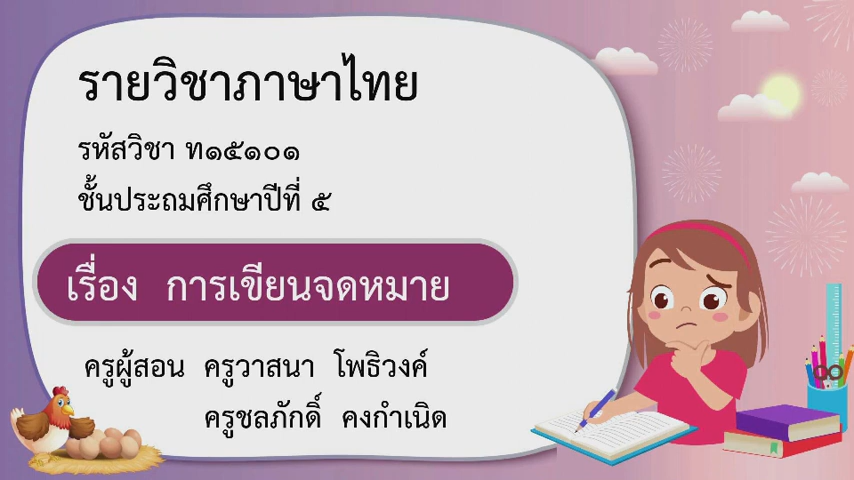 รายวิชาภาษาไทย
รหัสวิชา ท๑๕๑๐๑
ชั้นประถมศึกษาปีที่ ๕
เรื่อง การเขียนจดหมาย
ครูผู้สอน ครูวาสนา โพธิวงค์
ครูชลภักดิ์ คงกำเนิด